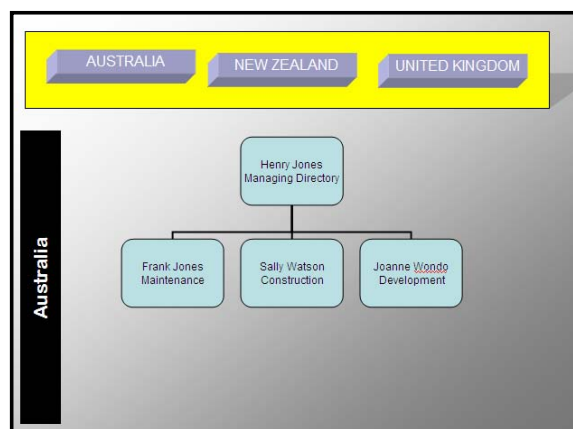 AUSTRALIA
NEW ZEALAND
UNITED KINGDOM
Australia
Henry Jones
Managing Directory
Frank Jones
Maintenance
Sally Watson
Construction
Joanne Wondo
Development